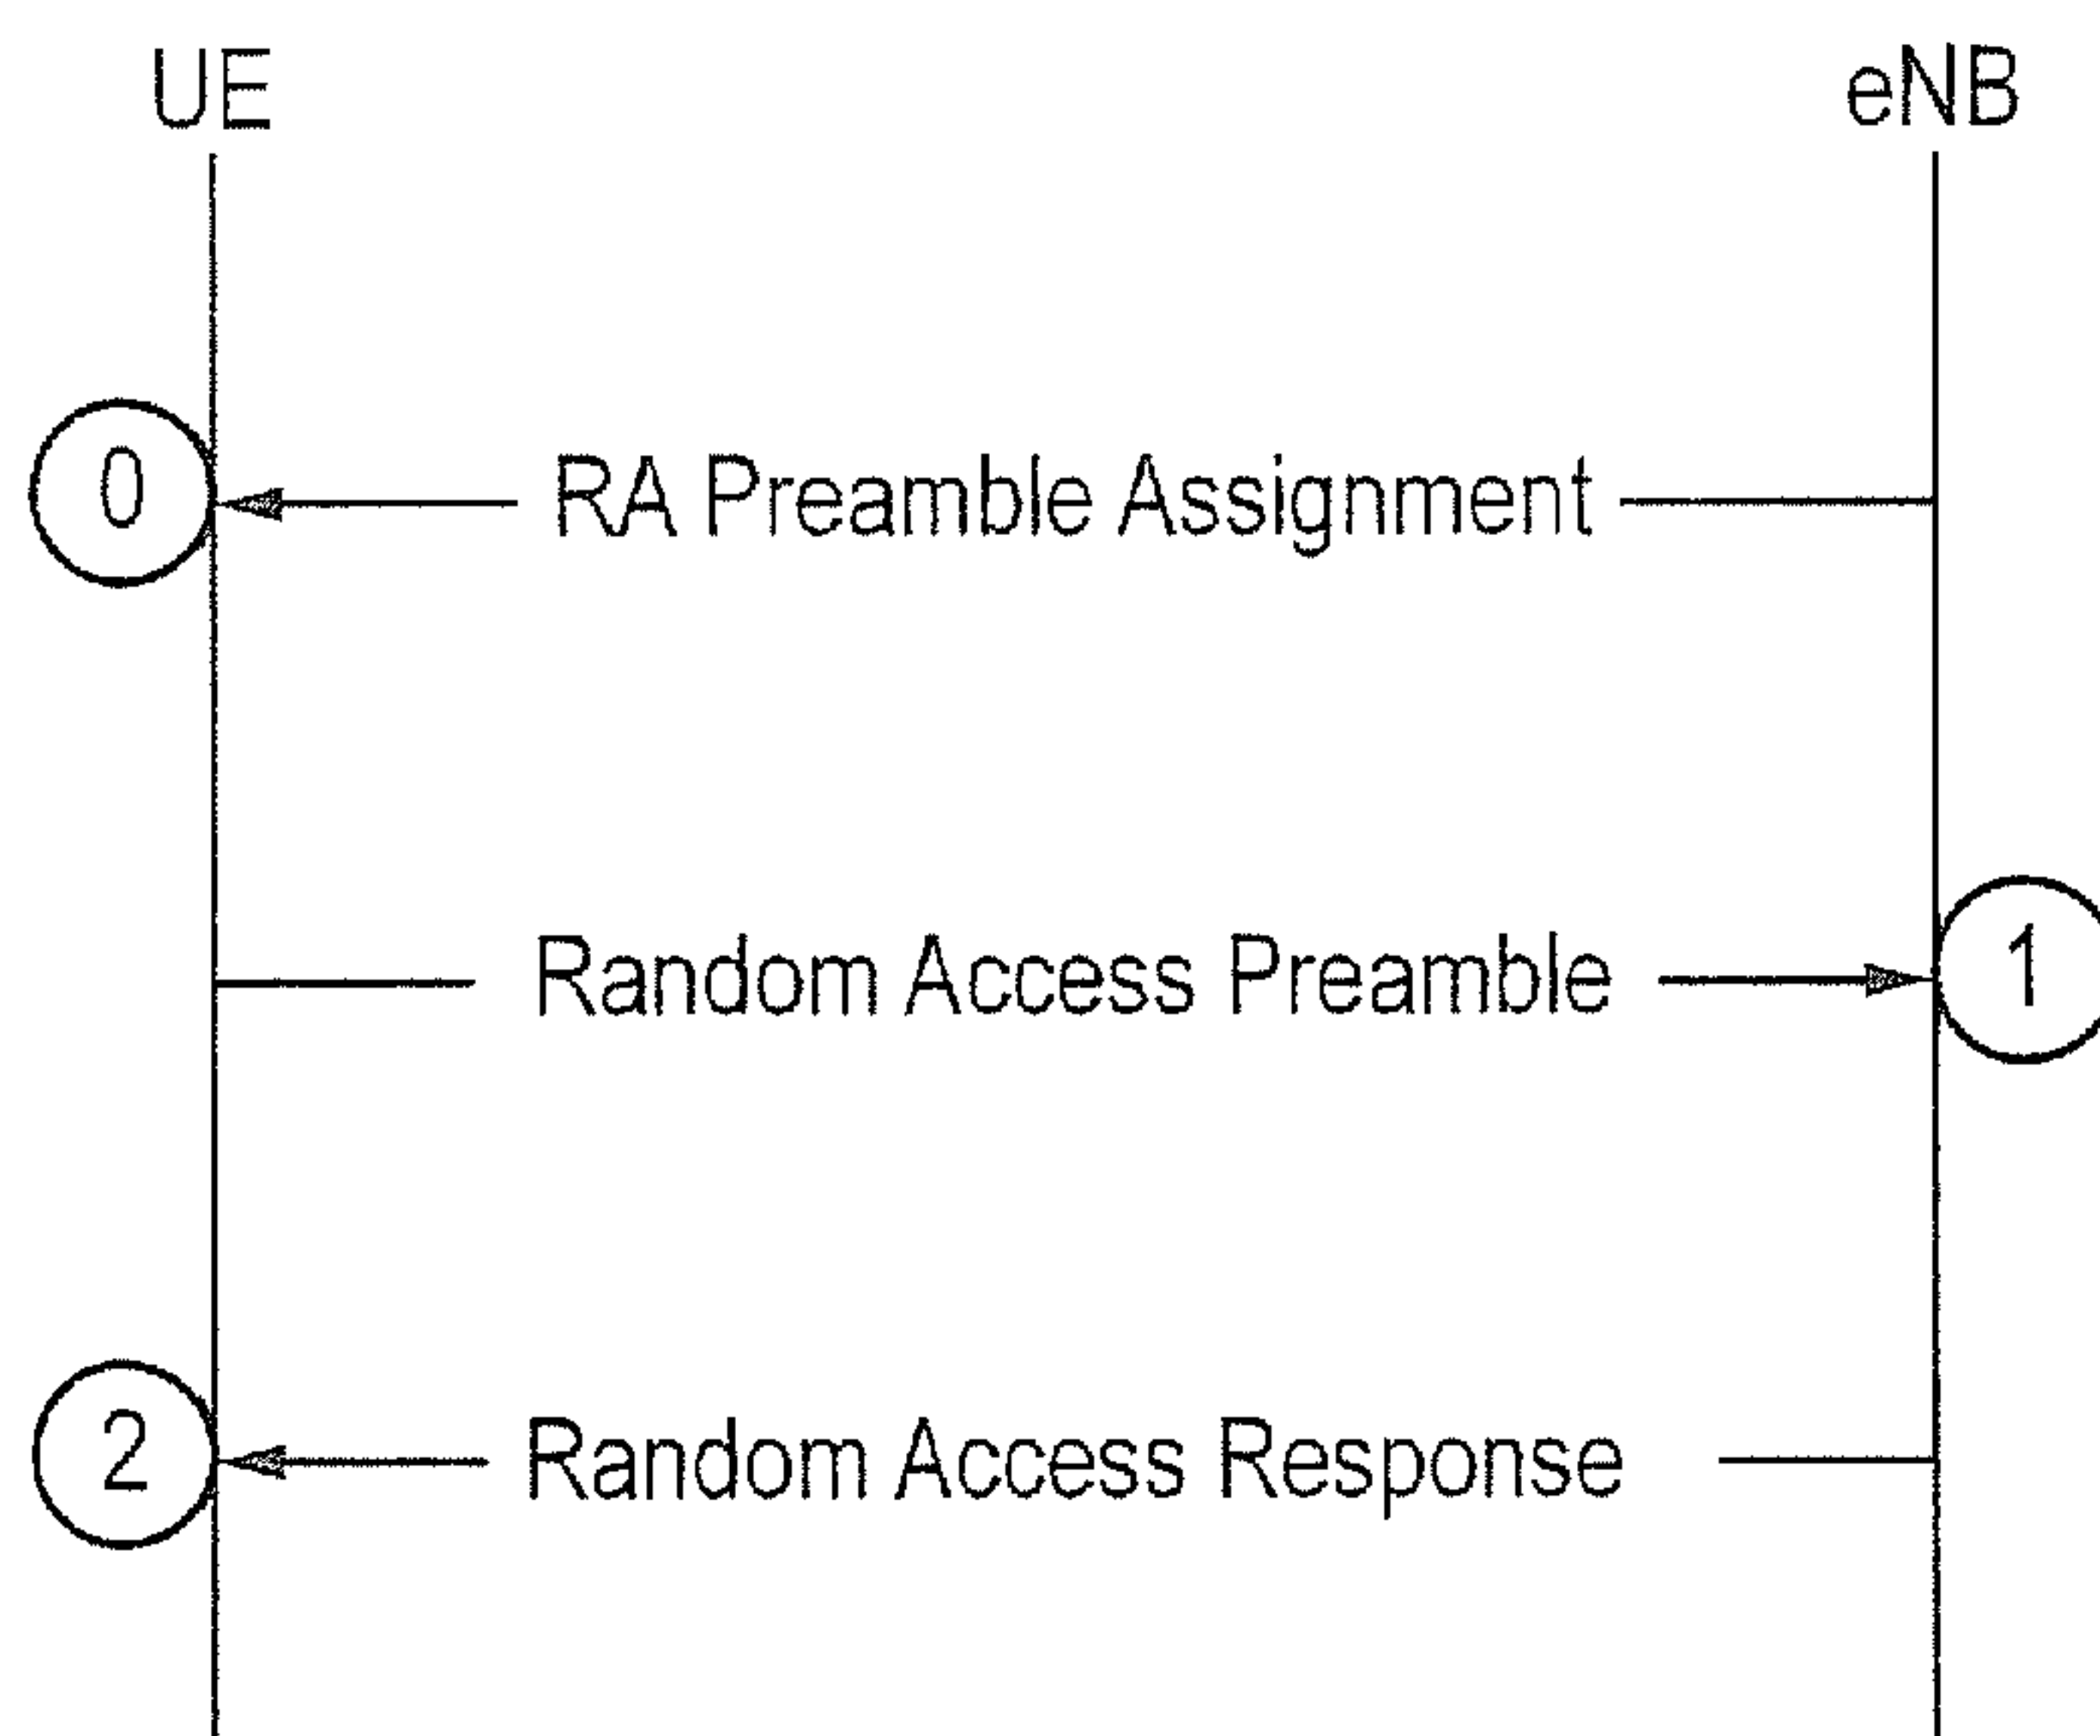 UE eNB
0 RA Preamble Assignment
Random Access Preamble 1
2 Random Access Response